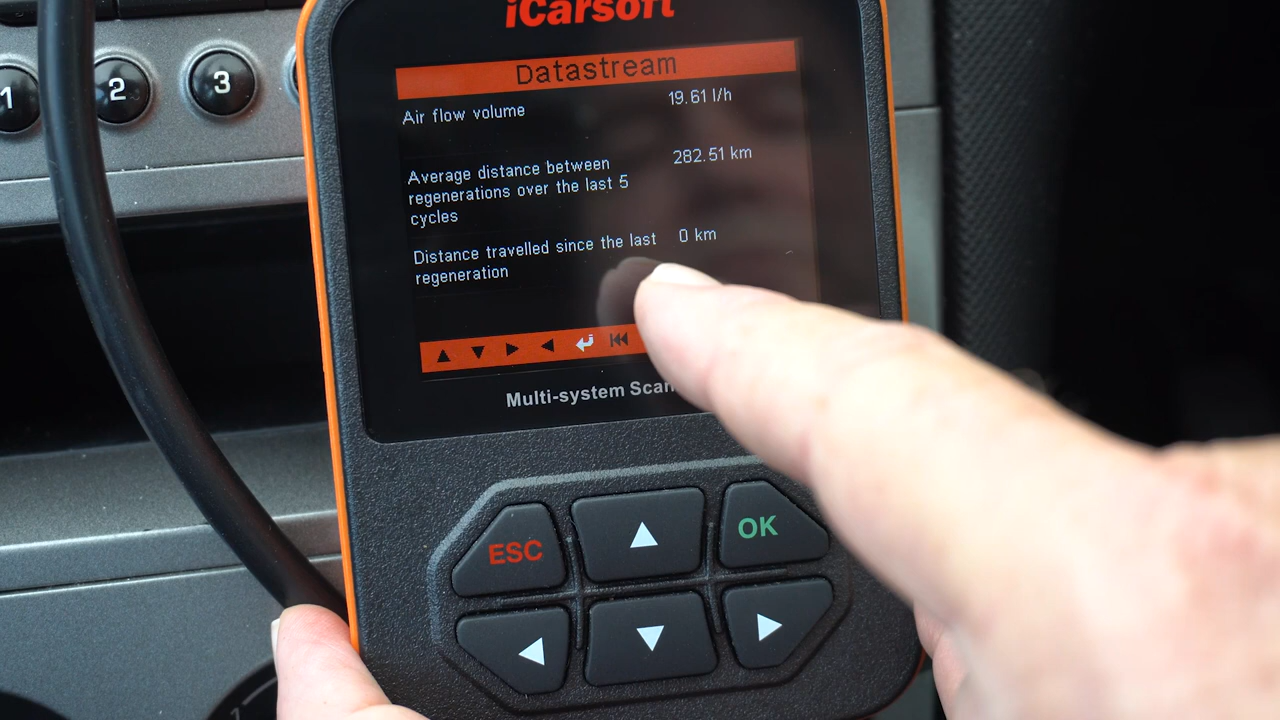 iCarsoft
1 2 3
Datastream
Air flow volume 19.61 l/h
Average distance between 282.51 km
regenerations over the last 5
cycles
Distance travelled since the last 0 km
regeneration
Multi-system
ESC
OK